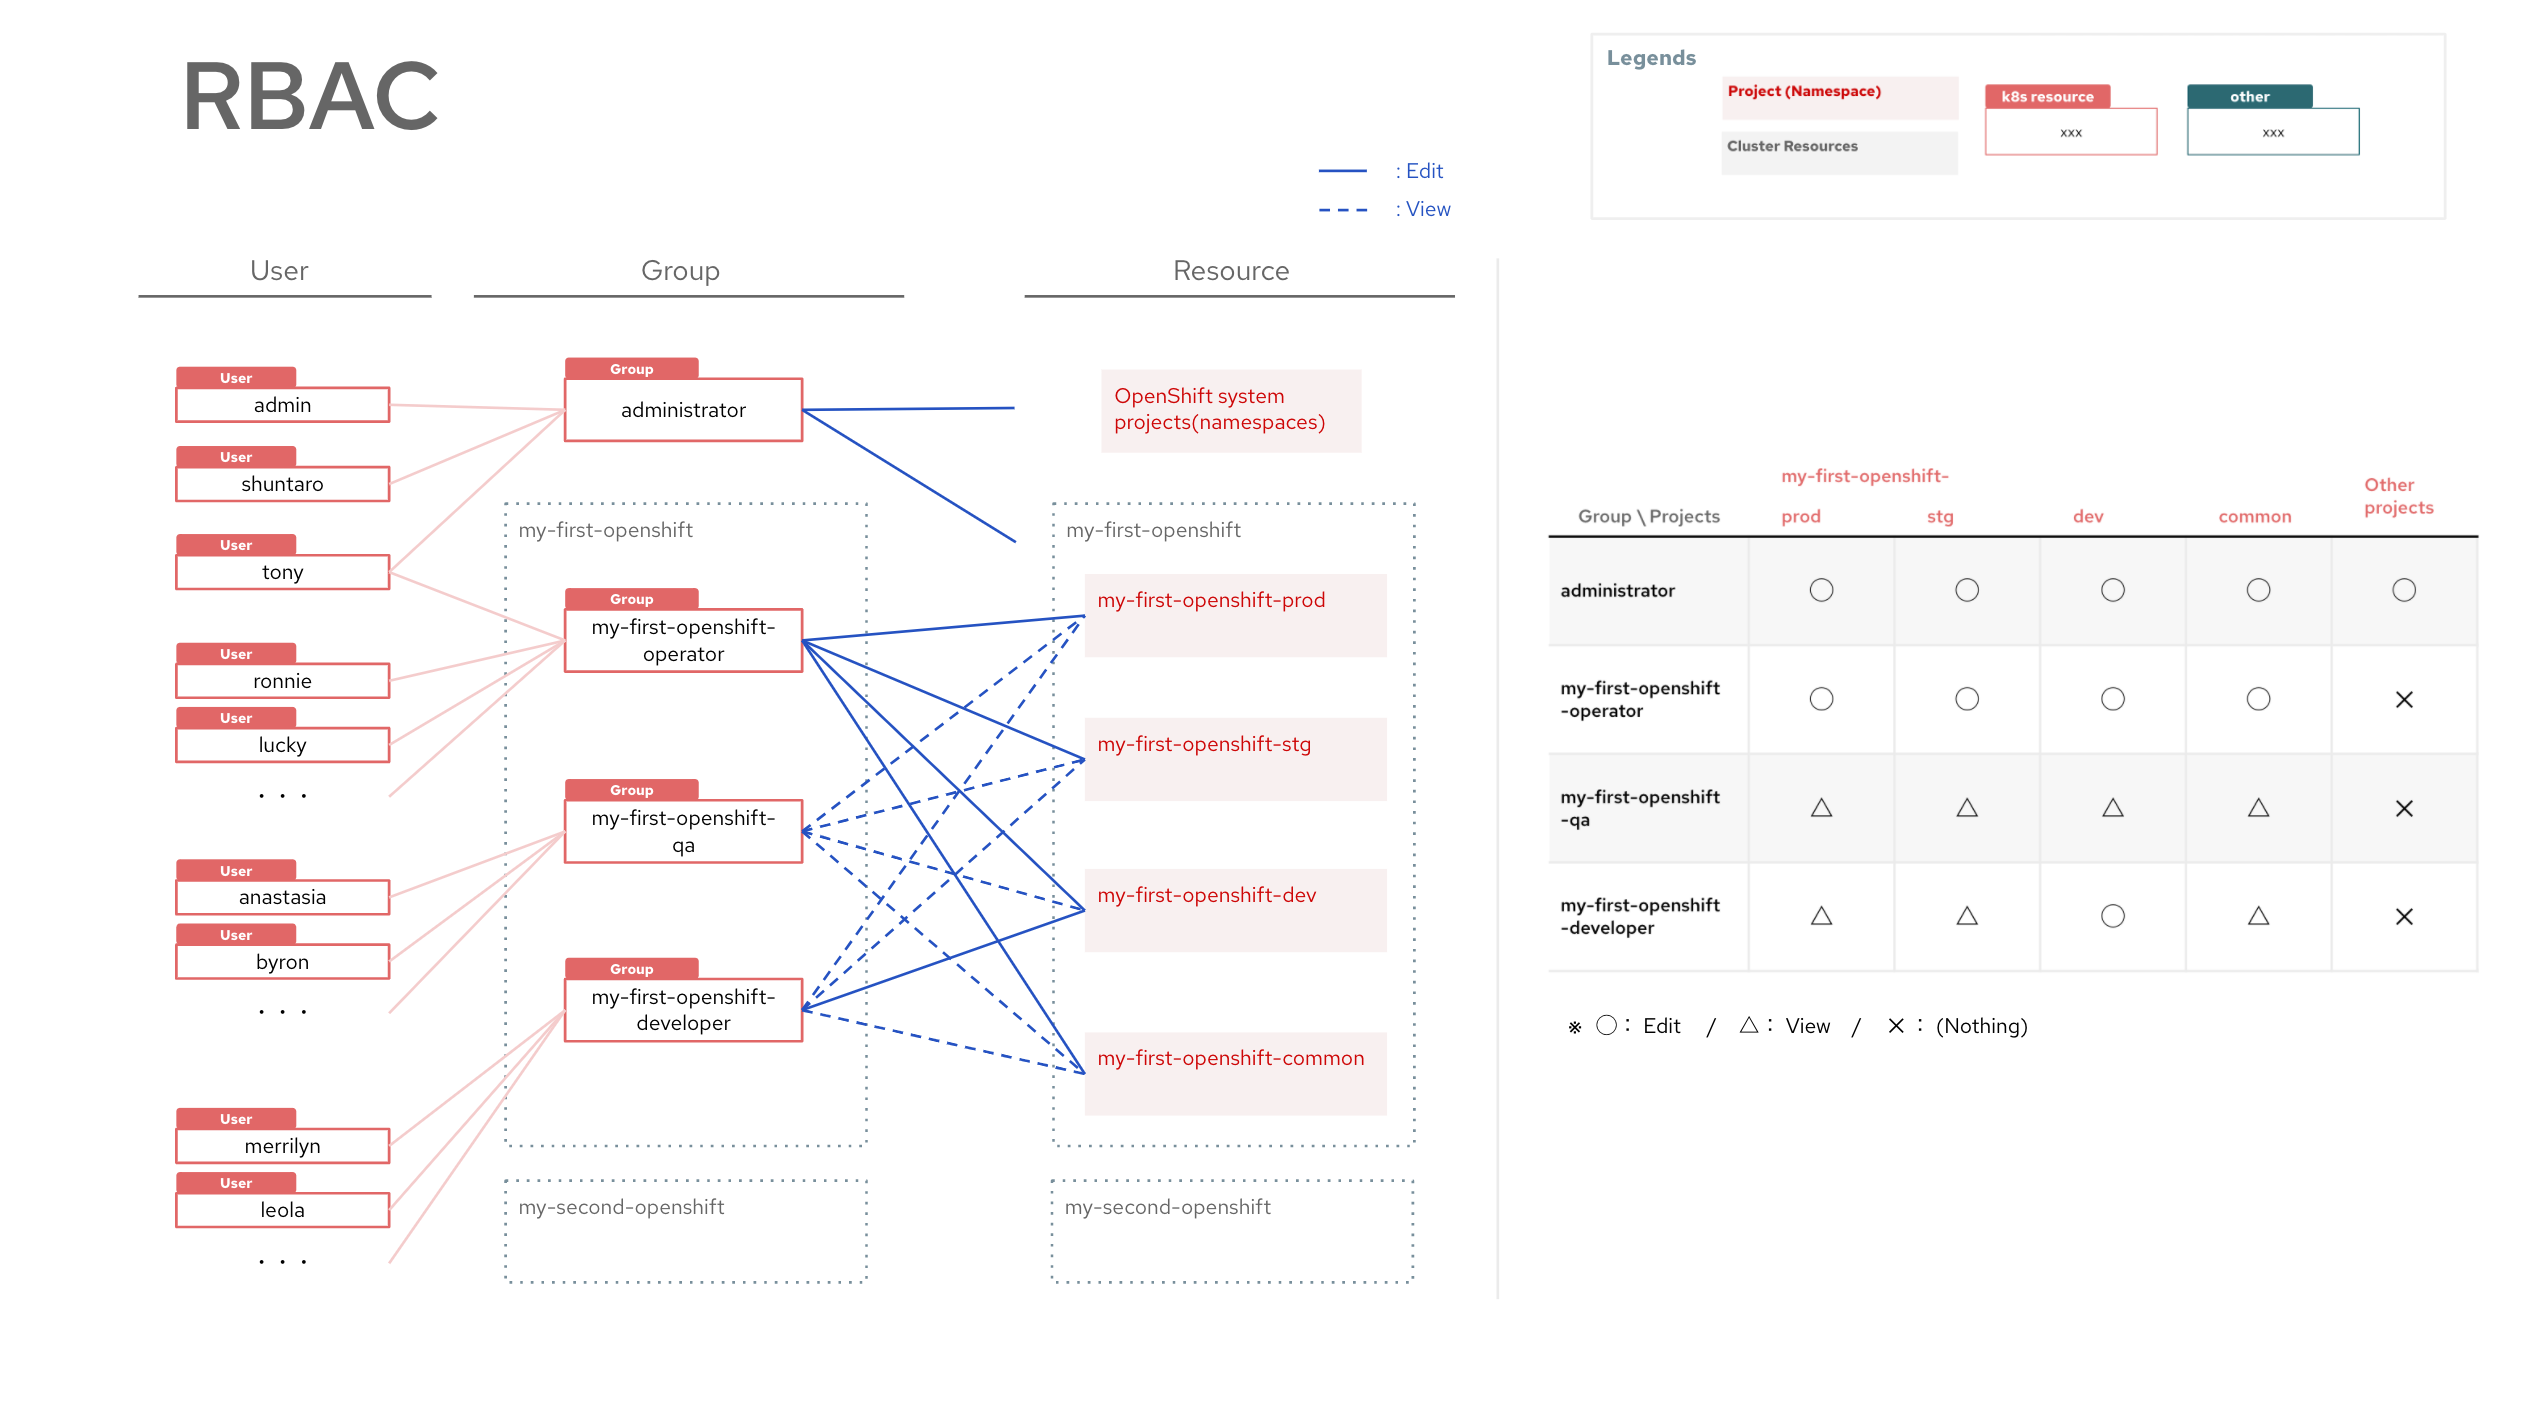 RBAC
Legends
Project (Namespace)
Cluster Resources
k8s resource
xxx
other
xxx
: Edit
: View
User
Group
Resource
User
admin
User
shuntaro
User
tony
User
ronnie
User
lucky
. . .
User
anastasia
User
byron
. . .
User
merrilyn
User
leola
. . .
Group
administrator
my-first-openshift
Group
my-first-openshift-
operator
Group
my-first-openshift-
qa
Group
my-first-openshift-
developer
my-second-openshift
OpenShift system
projects(namespaces)
my-first-openshift
my-first-openshift-prod
my-first-openshift-stg
my-first-openshift-dev
my-first-openshift-common
my-second-openshift
my-first-openshift-
Other
projects
Group \ Projects prod stg dev common
administrator ○ ○ ○ ○ ○
my-first-openshift
-operator ○ ○ ○ ○ ×
my-first-openshift
-qa △ △ △ △ ×
my-first-openshift
-developer △ △ ○ △ ×
※ ○ : Edit / △ : View / × : (Nothing)